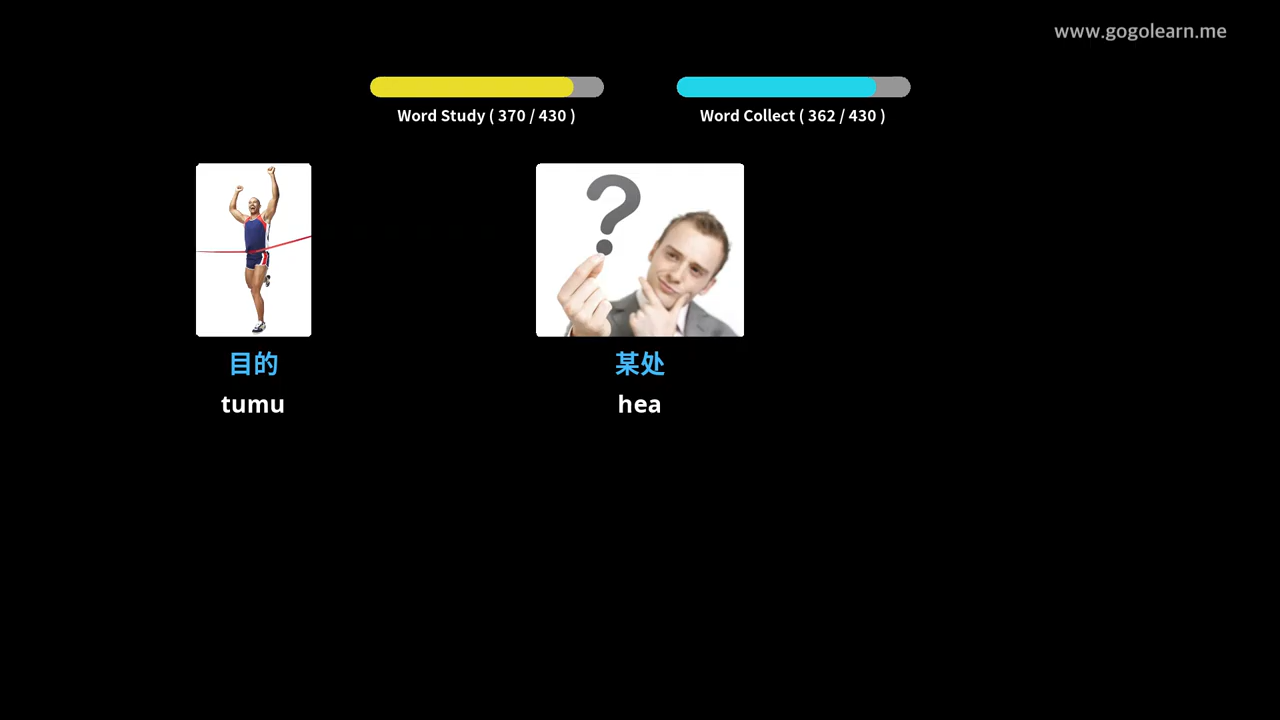 www.gogolearn.me
Word Study ( 370 / 430 )
Word Collect ( 362 / 430 )
目的
tumu
某处
hea